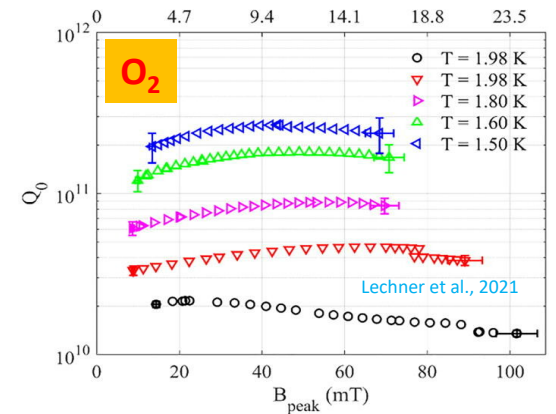 0 4.7 9.4 14.1 18.8 23.5
10^12
O₂
T = 1.98 K
T = 1.98 K
T = 1.80 K
T = 1.60 K
T = 1.50 K
10^11
Q₀
Lechner et al., 2021
10^10
0 20 40 60 80 100
B_peak (mT)